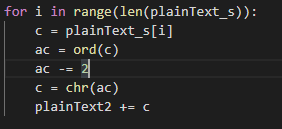 for i in range(len(plainText_s)):
    c = plainText_s[i]
    ac = ord(c)
    ac -= 2
    c = chr(ac)
    plainText2 += c